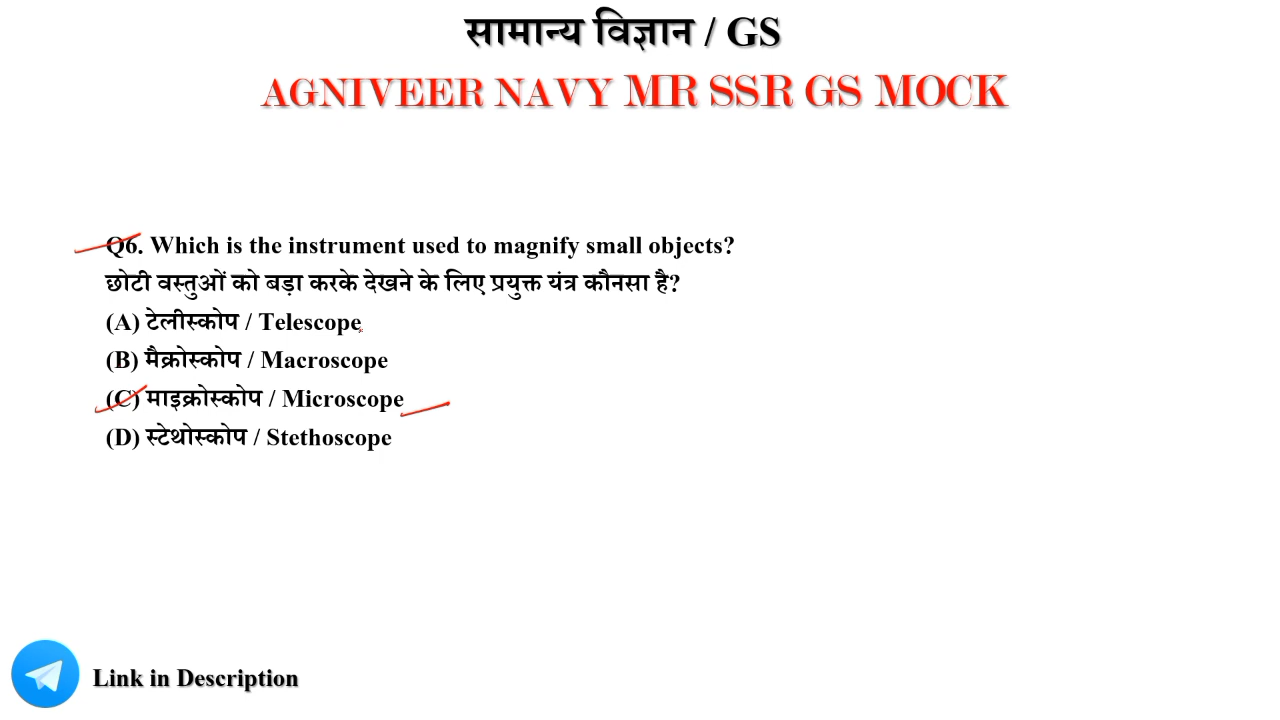 सामान्य विज्ञान / GS
AGNIVEER NAVY MR SSR GS MOCK
Q6. Which is the instrument used to magnify small objects?
छोटी वस्तुओं को बड़ा करके देखने के लिए प्रयुक्त यंत्र कौनसा है?
(A) टेलीस्कोप / Telescope
(B) मैक्रोस्कोप / Macroscope
(C) माइक्रोस्कोप / Microscope
(D) स्टेथोस्कोप / Stethoscope
Link in Description